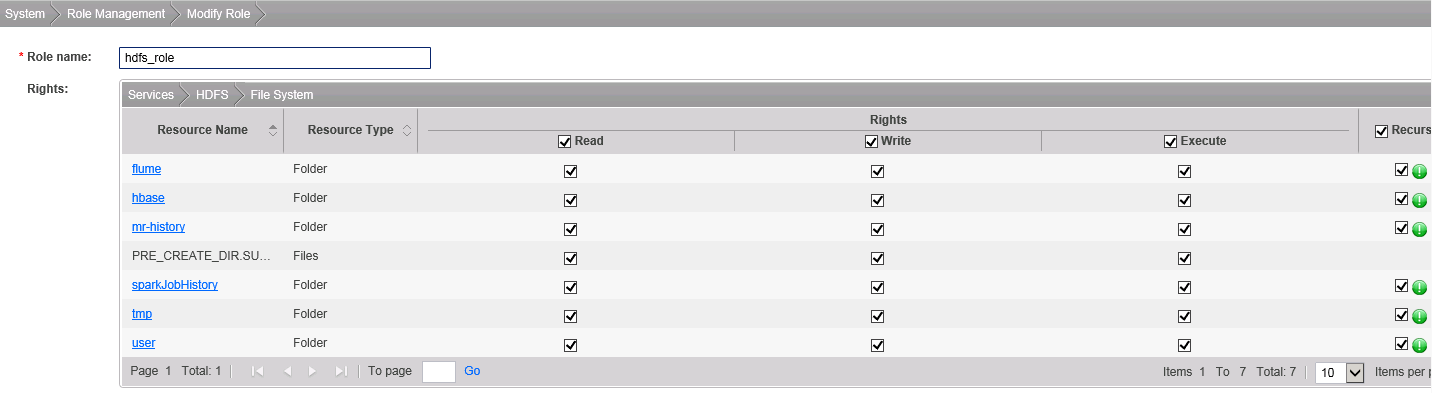 System Role Management Modify Role
* Role name: hdfs_role
Rights:
Services HDFS File System
Resource Name Resource Type Rights Recurs
Read Write Execute
flume Folder
hbase Folder
mr-history Folder
PRE_CREATE_DIR.SU... Files
sparkJobHistory Folder
tmp Folder
user Folder
Page 1 Total: 1 To page Go Items 1 To 7 Total: 7 10 Items per p